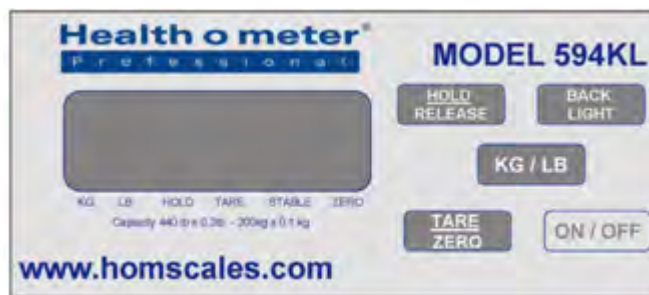 Health o meter®
Professional
MODEL 594KL
HOLD
RELEASE
BACK
LIGHT
KG / LB
KG LB HOLD TARE STABLE ZERO
Capacity 440 lb x 0.2lb - 200kg x 0.1 kg
TARE
ZERO
ON / OFF
www.homscales.com